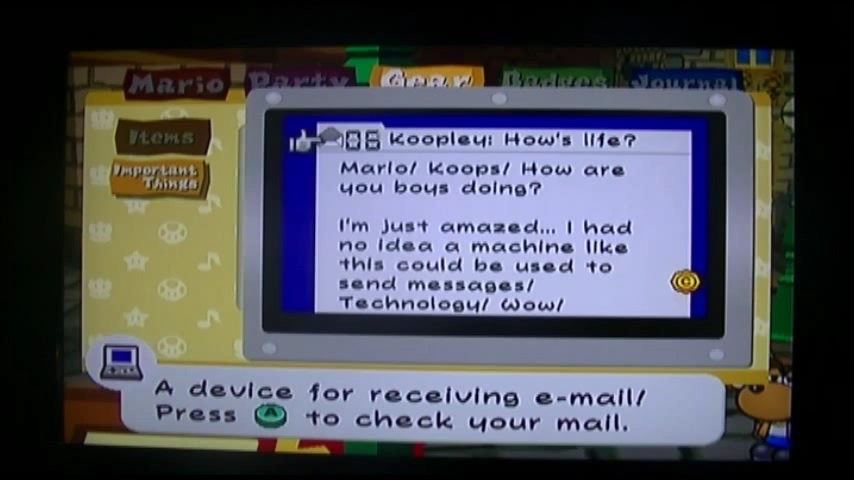 Mario Party Gear Badges Journal
Items
Important
Things
06 Koopley: How's life?
Mario! Koops! How are
you boys doing?
I'm just amazed... I had
no idea a machine like
this could be used to
send messages!
Technology! Wow!
C
A device for receiving e-mail!
Press A to check your mail.